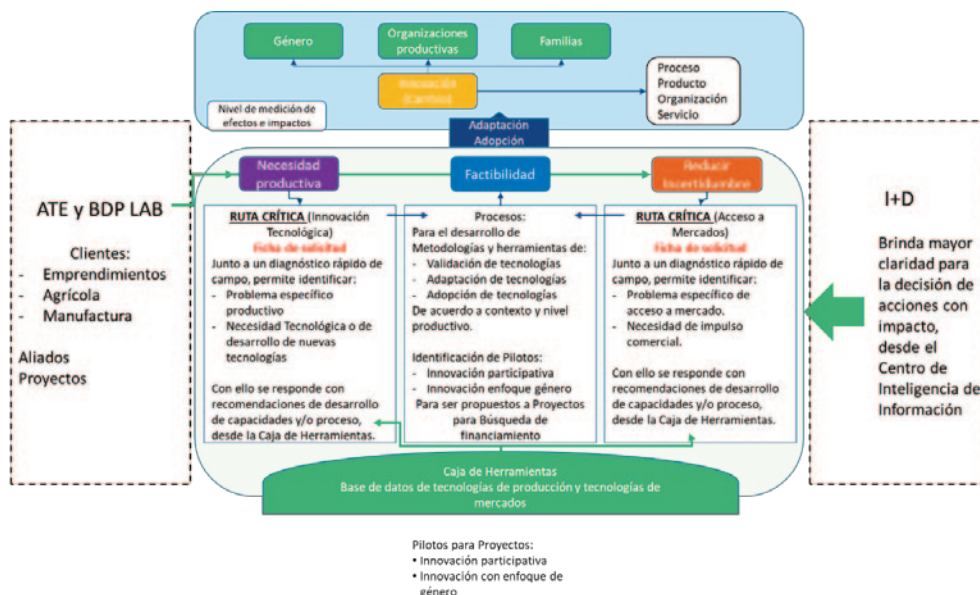 Género
Organizaciones
productivas
Familias
Innovación
(Cambio)
Proceso
Producto
Organización
Servicio
Nivel de medición de
efectos e impactos
Adaptación
Adopción
ATE y BDP LAB
Clientes:
- Emprendimientos
- Agrícola
- Manufactura
Aliados
Proyectos
Necesidad
productiva
Factibilidad
Reducir
Incertidumbre
RUTA CRÍTICA (Innovación
Tecnológica)
Ficha de solicitud
Junto a un diagnóstico rápido de
campo, permite identificar:
- Problema específico
productivo
- Necesidad Tecnológica o de
desarrollo de nuevas
tecnologías
Con ello se responde con
recomendaciones de desarrollo
de capacidades y/o proceso,
desde la Caja de Herramientas.
Procesos:
Para el desarrollo de
Metodologías y herramientas de:
- Validación de tecnologías
- Adaptación de tecnologías
- Adopción de tecnologías
De acuerdo a contexto y nivel
productivo.
Identificación de Pilotos:
- Innovación participativa
- Innovación enfoque género
Para ser propuestos a Proyectos
para Búsqueda de
financiamiento
RUTA CRÍTICA (Acceso a
Mercados)
Ficha de solicitud
Junto a un diagnóstico rápido de
campo, permite identificar:
- Problema específico de
acceso a mercado.
- Necesidad de impulso
comercial.
Con ello se responde con
recomendaciones de desarrollo
de capacidades y/o proceso,
desde la Caja de Herramientas.
I+D
Brinda mayor
claridad para
la decisión de
acciones con
impacto,
desde el
Centro de
Inteligencia de
Información
Caja de Herramientas
Base de datos de tecnologías de producción y tecnologías de
mercados
Pilotos para Proyectos:
• Innovación participativa
• Innovación con enfoque de
género